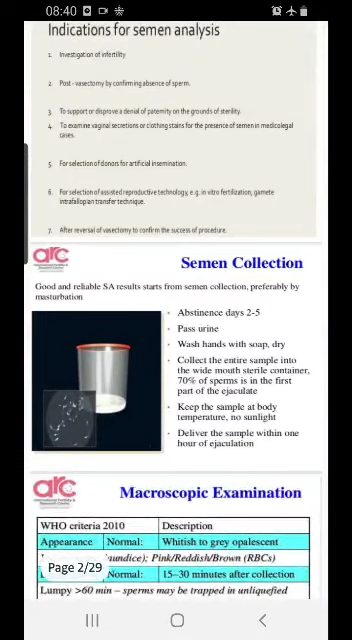 08:40
Indications for semen analysis
1. Investigation of infertility
2. Post - vasectomy by confirming absence of sperm.
3. To support or disprove a denial of paternity on the grounds of sterility.
4. To examine vaginal secretions or clothing stains for the presence of semen in medicolegal
cases.
5. For selection of donors for artificial insemination.
6. For selection of assisted reproductive technology, e.g. in vitro fertilization, gamete
intrafallopian transfer technique.
7. After reversal of vasectomy to confirm the success of procedure.
arc
Semen Collection
Good and reliable SA results starts from semen collection, preferably by
masturbation
• Abstinence days 2-5
• Pass urine
• Wash hands with soap, dry
• Collect the entire sample into
the wide mouth sterile container,
70% of sperms is in the first
part of the ejaculate
• Keep the sample at body
temperature, no sunlight
• Deliver the sample within one
hour of ejaculation
arc
Macroscopic Examination
WHO criteria 2010 Description
Appearance Normal: Whitish to grey opalescent
(Jaundice); Pink/Reddish/Brown (RBCs)
Page 2/29
Normal: 15–30 minutes after collection
Lumpy >60 min – sperms may be trapped in unliquefied